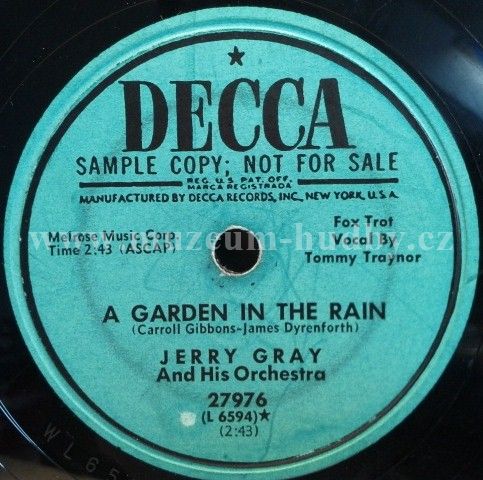 ★
DECCA
SAMPLE COPY; NOT FOR SALE
REG. U.S. PAT. OFF.
MARCA REGISTRADA
MANUFACTURED BY DECCA RECORDS, INC., NEW YORK, U.S.A.
Melrose Music Corp.
Time 2:43 (ASCAP)
Fox Trot
Vocal By
Tommy Traynor
www.muzeum-hudby.cz
A GARDEN IN THE RAIN
(Carroll Gibbons-James Dyrenforth)
JERRY GRAY
And His Orchestra
27976
(L 6594)★
(2:43)